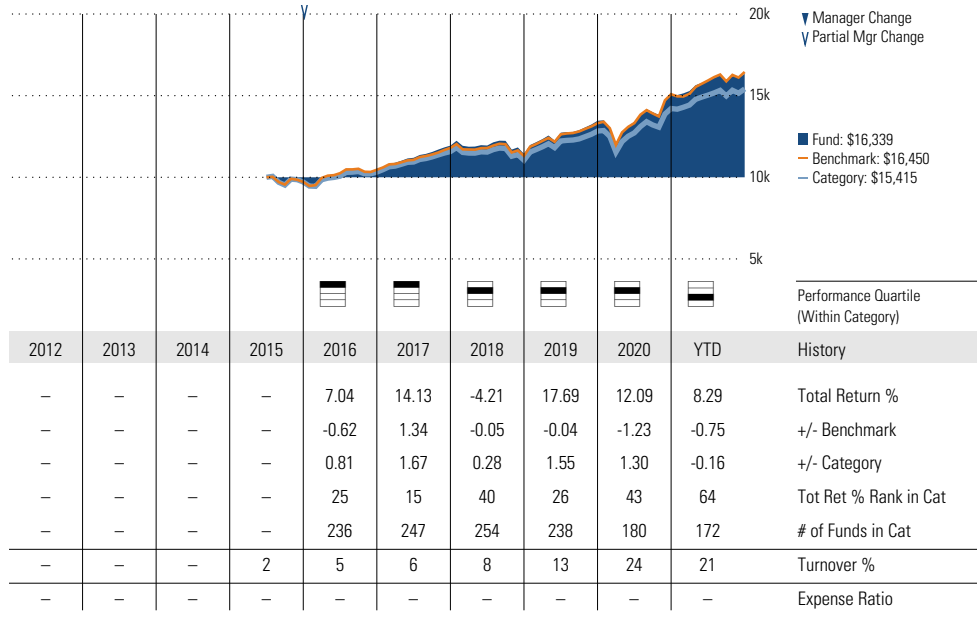 20k
▼ Manager Change
V Partial Mgr Change
15k
Fund: $16,339
Benchmark: $16,450
10k
Category: $15,415
5k
Performance Quartile
(Within Category)
2012 2013 2014 2015 2016 2017 2018 2019 2020 YTD History
– – – – 7.04 14.13 -4.21 17.69 12.09 8.29 Total Return %
– – – – -0.62 1.34 -0.05 -0.04 -1.23 -0.75 +/- Benchmark
– – – – 0.81 1.67 0.28 1.55 1.30 -0.16 +/- Category
– – – – 25 15 40 26 43 64 Tot Ret % Rank in Cat
– – – – 236 247 254 238 180 172 # of Funds in Cat
– – – 2 5 6 8 13 24 21 Turnover %
– – – – – – – – – – Expense Ratio